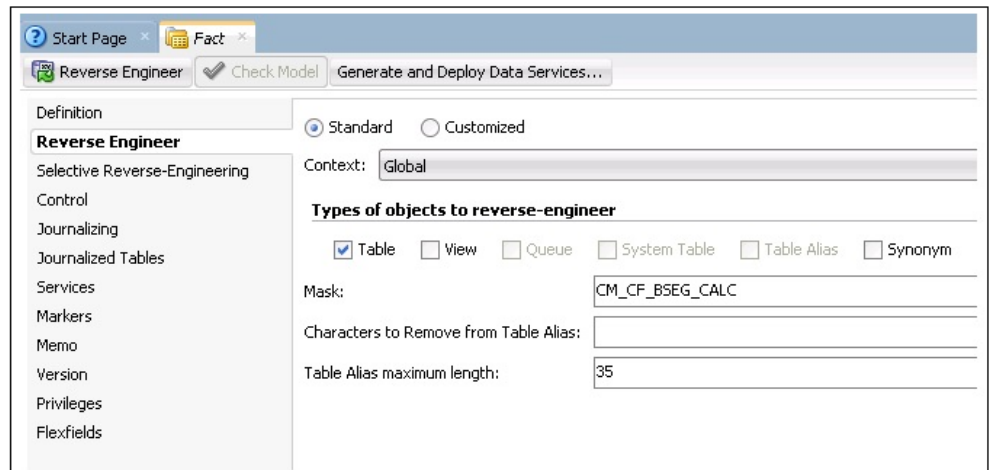 Start Page Fact
Reverse Engineer Check Model Generate and Deploy Data Services...
Definition
Reverse Engineer
Selective Reverse-Engineering
Control
Journalizing
Journalized Tables
Services
Markers
Memo
Version
Privileges
Flexfields
Standard Customized
Context: Global
Types of objects to reverse-engineer
Table View Queue System Table Table Alias Synonym
Mask: CM_CF_BSEG_CALC
Characters to Remove from Table Alias:
Table Alias maximum length: 35